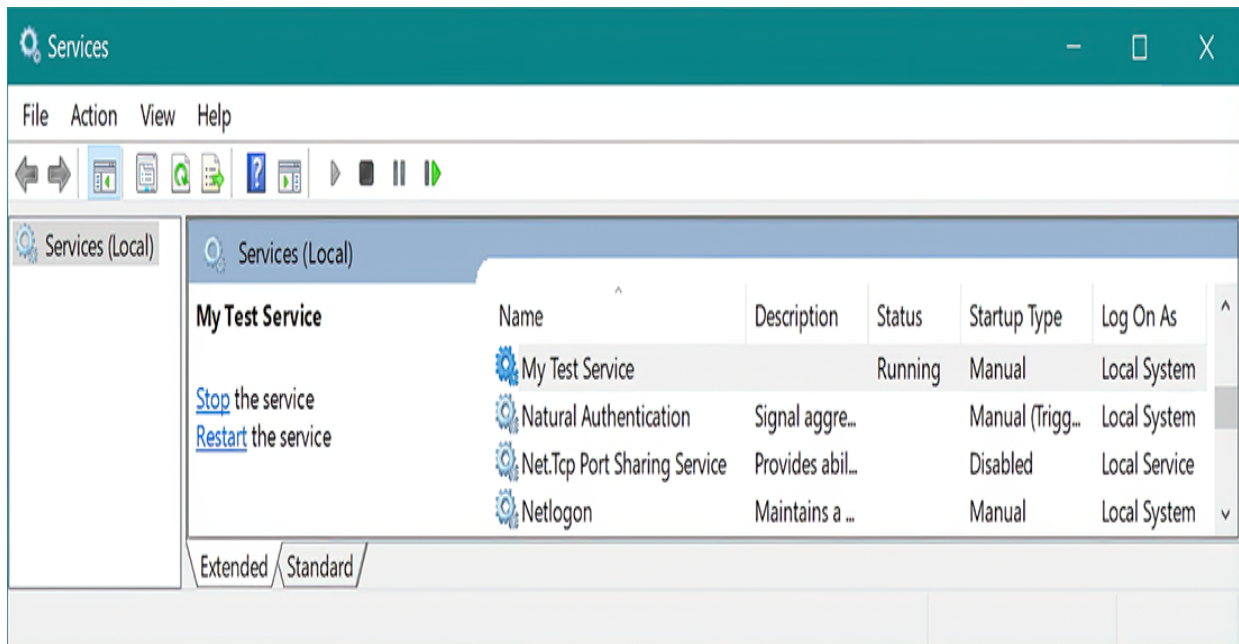 Services
File Action View Help
Services (Local)
Services (Local)
My Test Service
Stop the service
Restart the service
Name Description Status Startup Type Log On As
My Test Service Running Manual Local System
Natural Authentication Signal aggre... Manual (Trigg... Local System
Net.Tcp Port Sharing Service Provides abil... Disabled Local Service
Netlogon Maintains a ... Manual Local System
Extended Standard